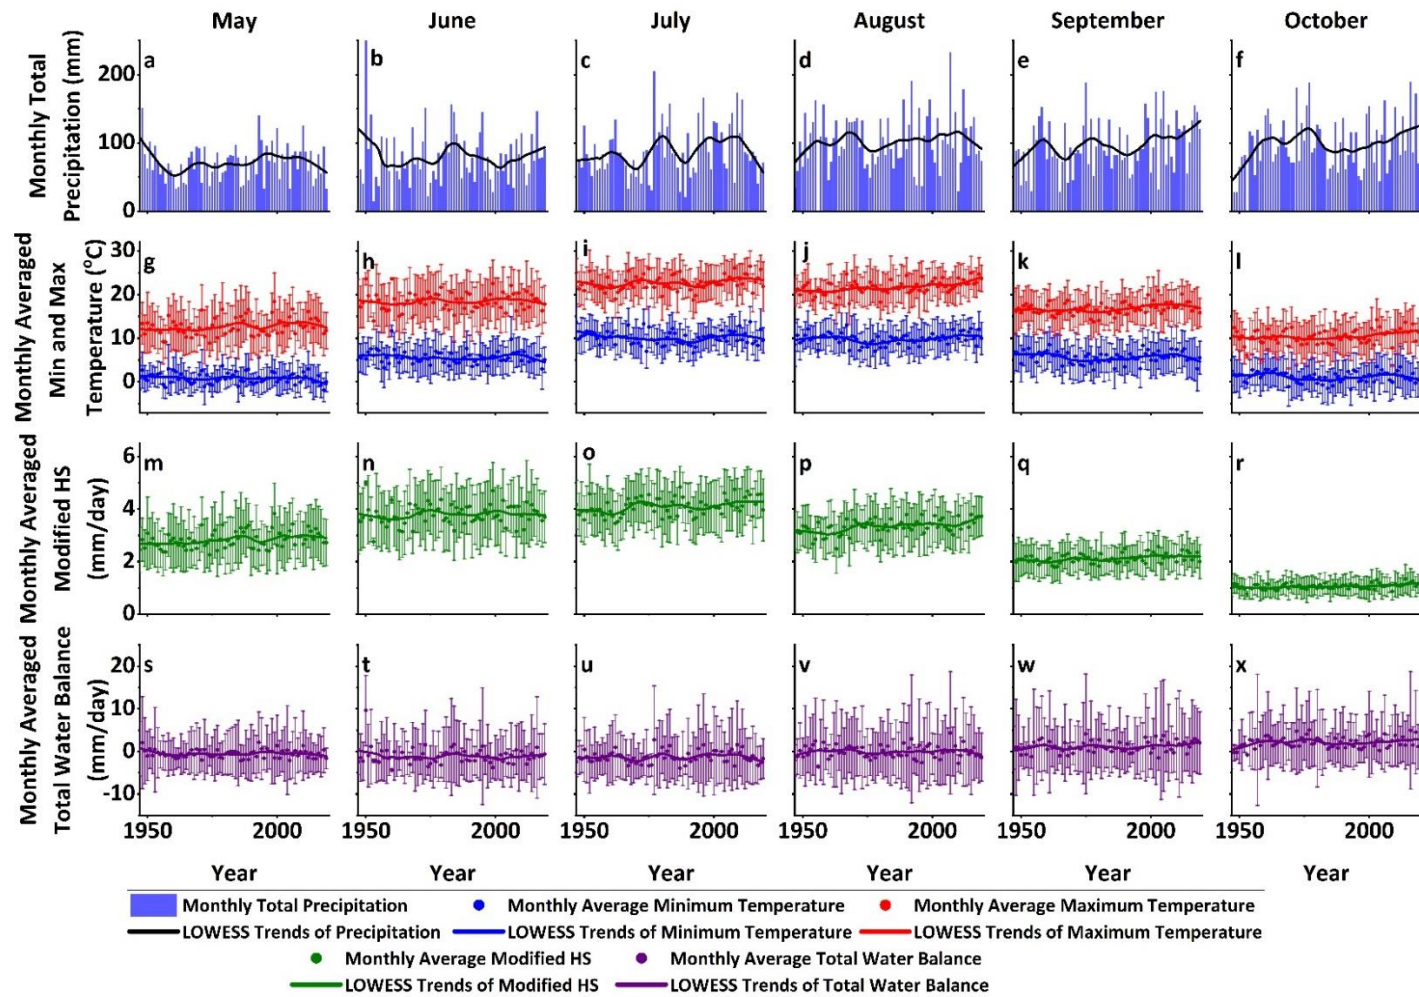 May June July August September October
Monthly Total
Precipitation (mm)
200
100
0
a b c d e f
Monthly Averaged
Min and Max
Temperature (°C)
30
20
10
0
g h i j k l
Monthly Averaged
Modified HS
(mm/day)
6
4
2
0
m n o p q r
Monthly Averaged
Total Water Balance
(mm/day)
20
10
0
-10
s t u v w x
1950 2000 1950 2000 1950 2000 1950 2000 1950 2000 1950 2000
Year Year Year Year Year Year
Monthly Total Precipitation Monthly Average Minimum Temperature Monthly Average Maximum Temperature
LOWESS Trends of Precipitation LOWESS Trends of Minimum Temperature LOWESS Trends of Maximum Temperature
Monthly Average Modified HS Monthly Average Total Water Balance
LOWESS Trends of Modified HS LOWESS Trends of Total Water Balance